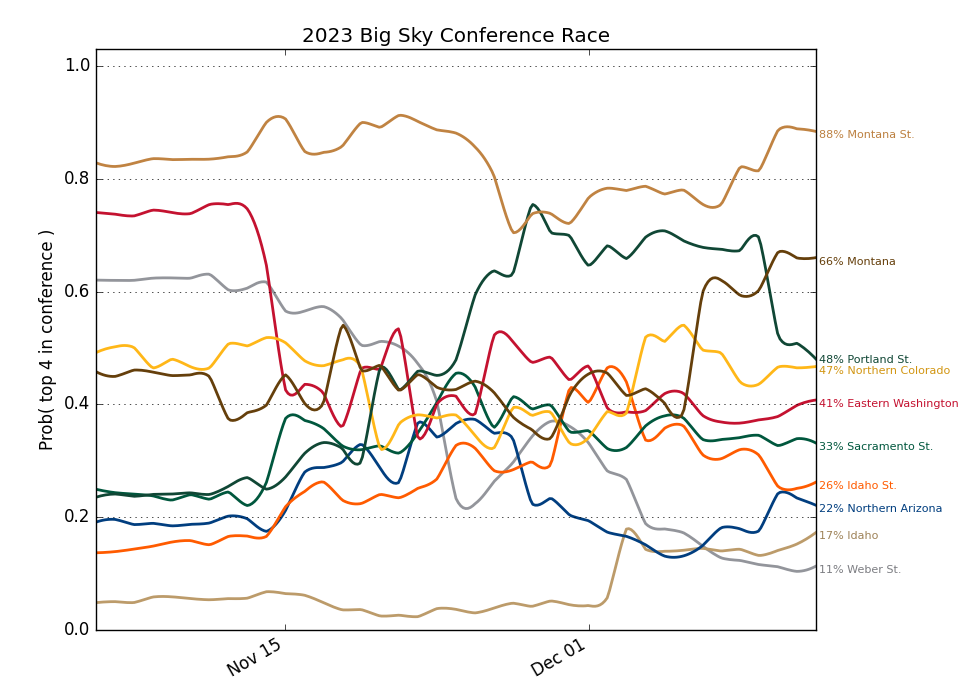 2023 Big Sky Conference Race
Prob( top 4 in conference )
1.0
0.8
0.6
0.4
0.2
0.0
Nov 15
Dec 01
88% Montana St.
66% Montana
48% Portland St.
47% Northern Colorado
41% Eastern Washington
33% Sacramento St.
26% Idaho St.
22% Northern Arizona
17% Idaho
11% Weber St.